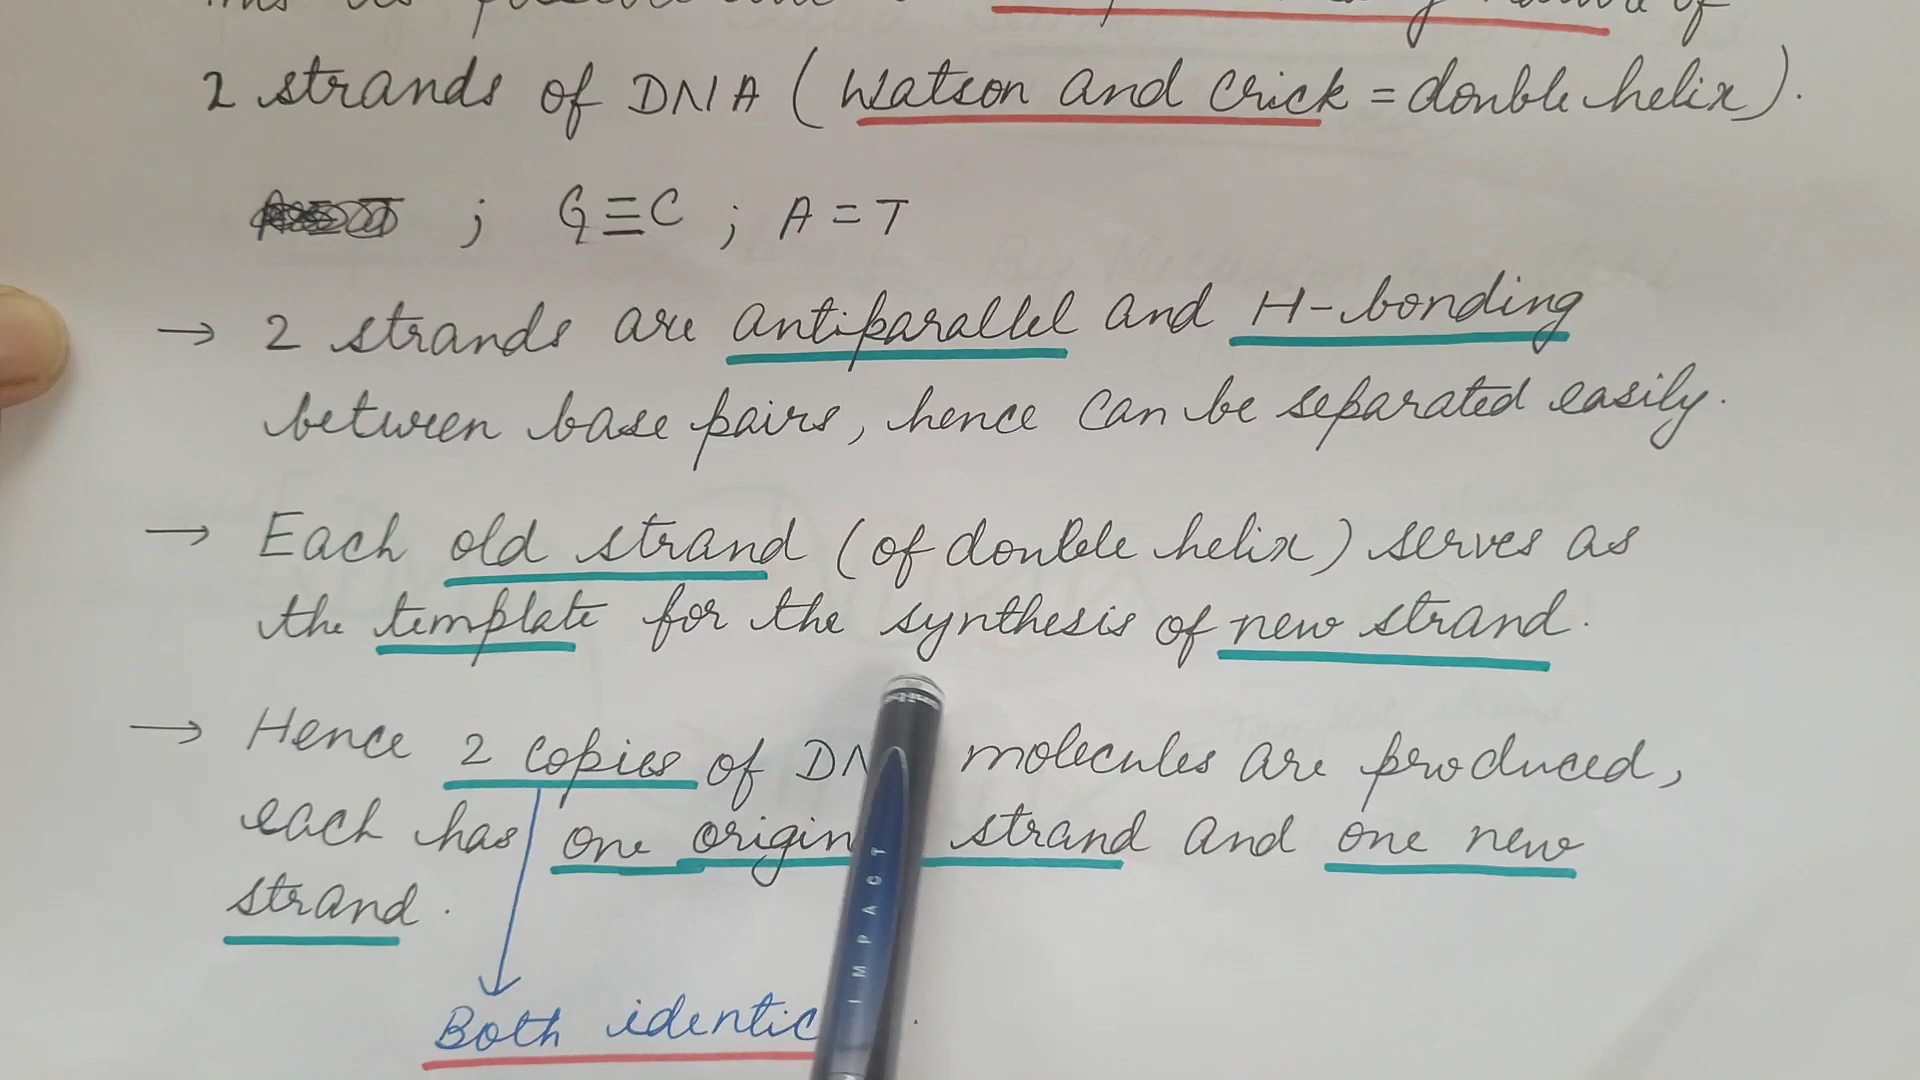 nature of
2 strands of DNA (Watson and Crick = double helix).
; G≡C ; A=T
→ 2 strands are antiparallel and H-bonding
between base pairs, hence can be separated easily.
→ Each old strand (of double helix) serves as
the template for the synthesis of new strand.
→ Hence 2 copies of DN molecules are produced,
each has one origin strand and one new
strand.
Both identic
IMPACT